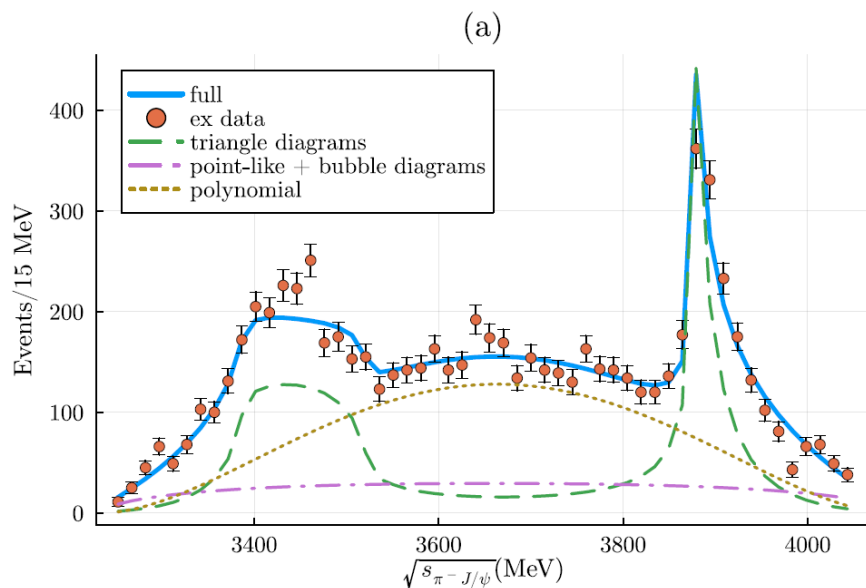 (a)
full
ex data
triangle diagrams
point-like + bubble diagrams
polynomial
Events/15 MeV
400
300
200
100
0
3400 3600 3800 4000
√s_{π⁻ J/ψ}(MeV)